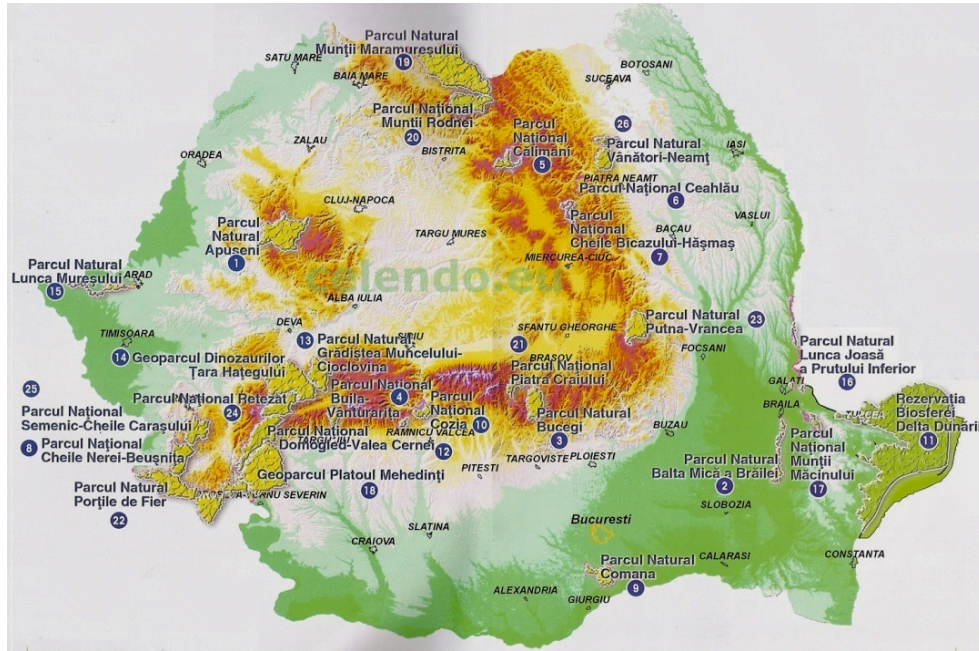 Parcul Natural
Munții Maramureșului
19
SATU MARE
BAIA MARE
BOTOSANI
SUCEAVA
Parcul Național
Muntii Rodnei
20
BISTRITA
Parcul
Național
Călimani
5
26
Parcul Natural
Vânători-Neamț
IASI
ORADEA
ZALAU
PIATRA NEAMT
Parcul Național Ceahlău
6
CLUJ-NAPOCA
Parcul
Natural
Apuseni
1
TARGU MURES
Parcul
Național
Cheile Bicazului-Hășmaș
7
BACAU
VASLUI
MIERCUREA-CIUC
celendo.eu
Parcul Natural
Lunca Mureșului
15
ARAD
ALBA IULIA
DEVA
TIMISOARA
14
Geoparcul Dinozaurilor
Țara Hațegului
13
Parcul Natural
Grădiștea Muncelului-
Cioclovina
SFANTU GHEORGHE
21
BRASOV
Parcul Natural
Putna-Vrancea
23
FOCSANI
Parcul Natural
Lunca Joasă
a Prutului Inferior
16
GALATI
BRAILA
TULCEA
Rezervația
Biosferei
Delta Dunării
11
25
Parcul Național
Semenic-Cheile Carașului
8
Parcul Național
Cheile Nerei-Beușnița
Parcul Național Retezat
24
Parcul Național
Buila-
Vânturarița
4
Parcul
Național
Cozia
10
Parcul Național
Piatra Craiului
Parcul Natural
Bucegi
3
RAMNICU VALCEA
12
Parcul Național
Domogled-Valea Cernei
TARGU JIU
BUZAU
PLOIESTI
TARGOVISTE
PITESTI
Geoparcul Platoul Mehedinți
18
Parcul Natural
Porțile de Fier
22
SEVERIN
Parcul Natural
Balta Mică a Brăilei
2
Parcul
Național
Munții
Măcinului
17
SLOBOZIA
București
SLATINA
CRAIOVA
Parcul Natural
Comana
9
CALARASI
CONSTANTA
ALEXANDRIA
GIURGIU